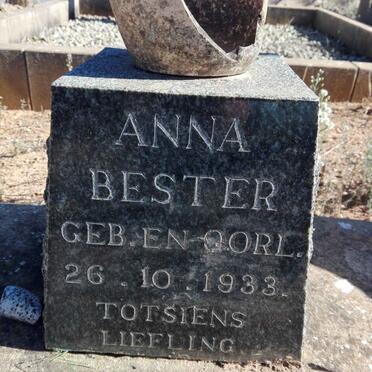 ANNA
BESTER
GEB. EN OORL.
26 . 10 . 1933.
TOTSIENS
LIEFLING